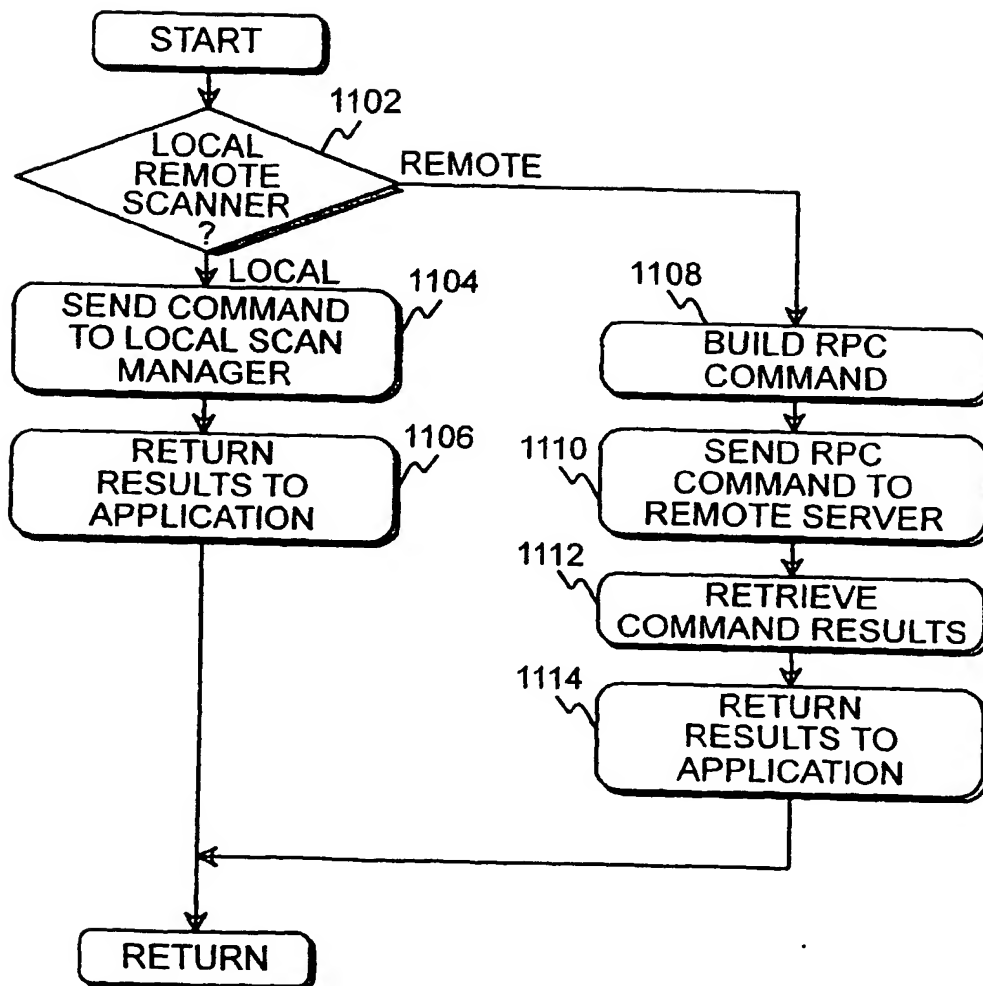 START
1102
LOCAL
REMOTE
SCANNER
?
REMOTE
LOCAL
1104
SEND COMMAND
TO LOCAL SCAN
MANAGER
1106
RETURN
RESULTS TO
APPLICATION
1108
BUILD RPC
COMMAND
1110
SEND RPC
COMMAND TO
REMOTE SERVER
1112
RETRIEVE
COMMAND RESULTS
1114
RETURN
RESULTS TO
APPLICATION
RETURN